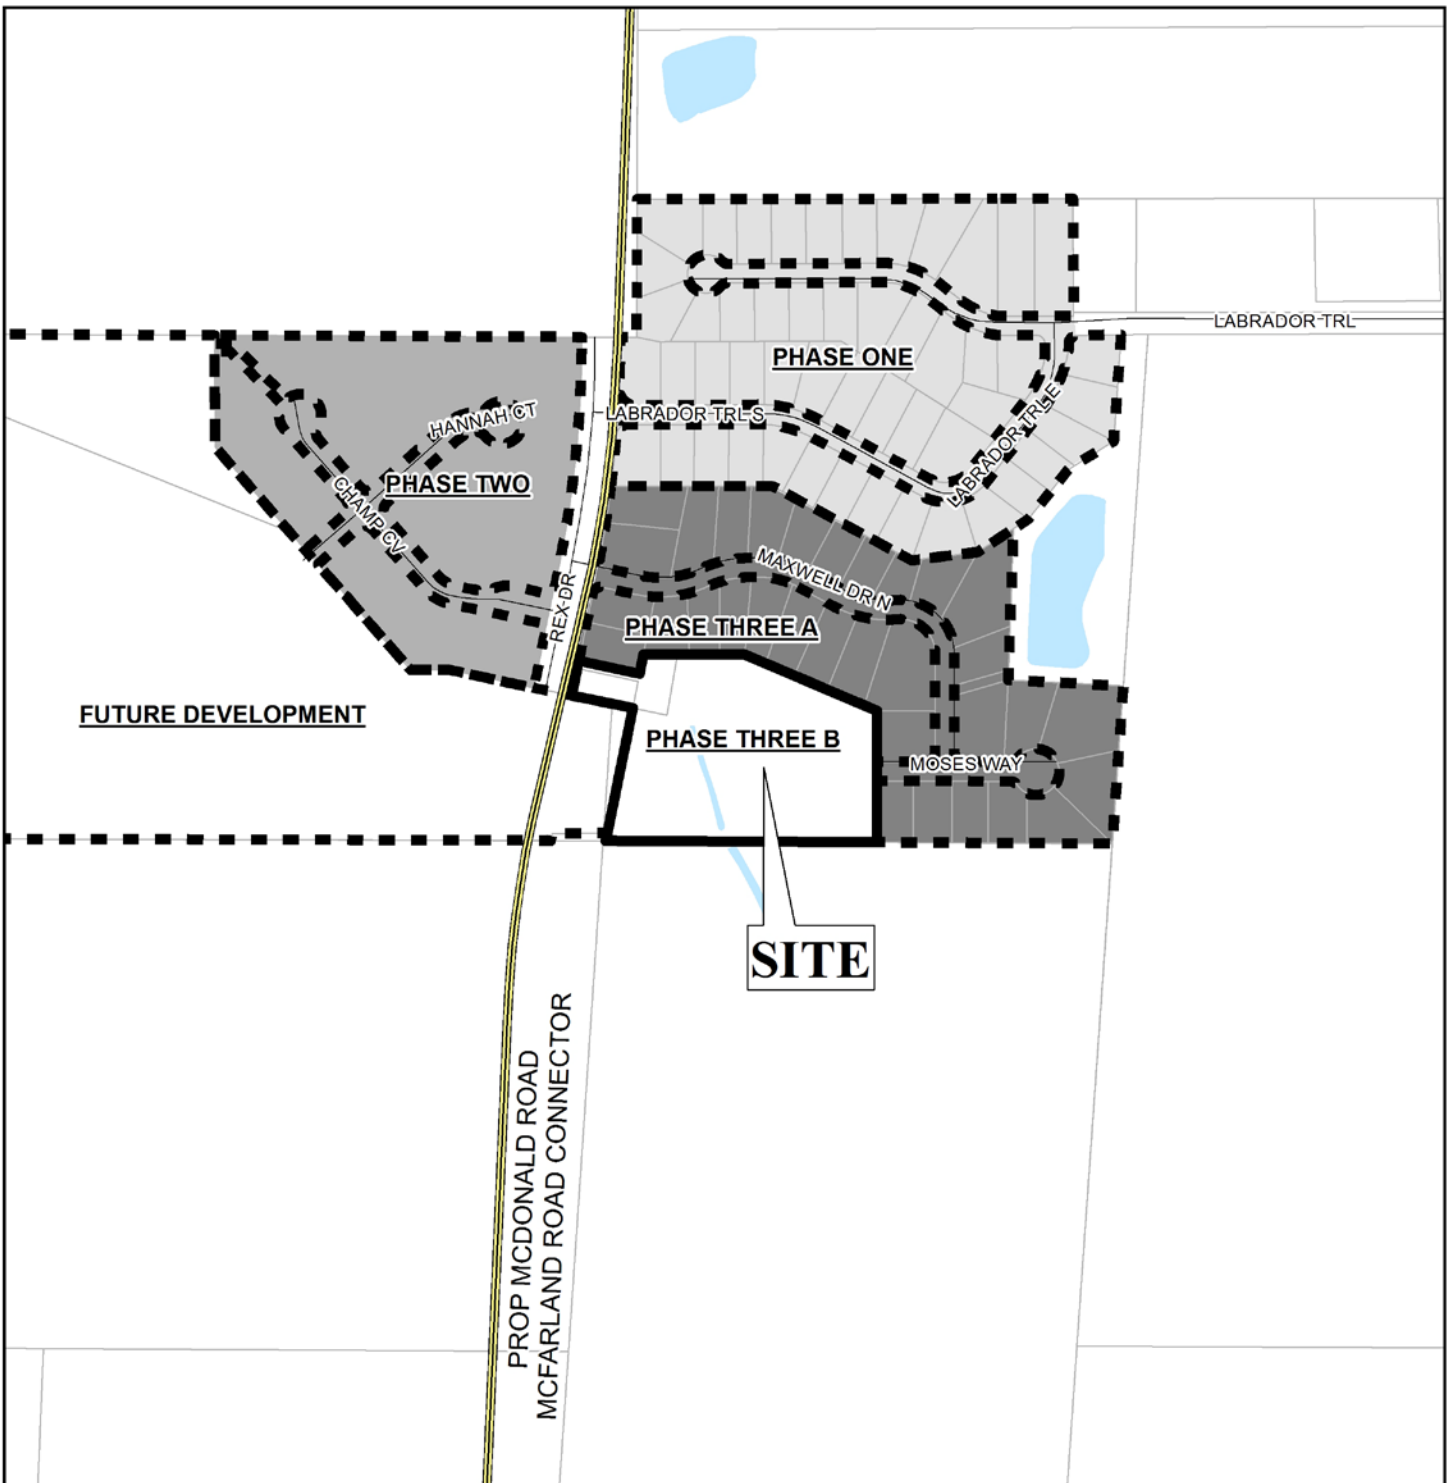 LABRADOR TRL
PHASE ONE
LABRADOR TRL S
LABRADOR TRL E
HANNAH CT
PHASE TWO
CHAMP CV
MAXWELL DR N
REX DR
PHASE THREE A
FUTURE DEVELOPMENT
PHASE THREE B
MOSES WAY
SITE
PROP MCDONALD ROAD
MCFARLAND ROAD CONNECTOR